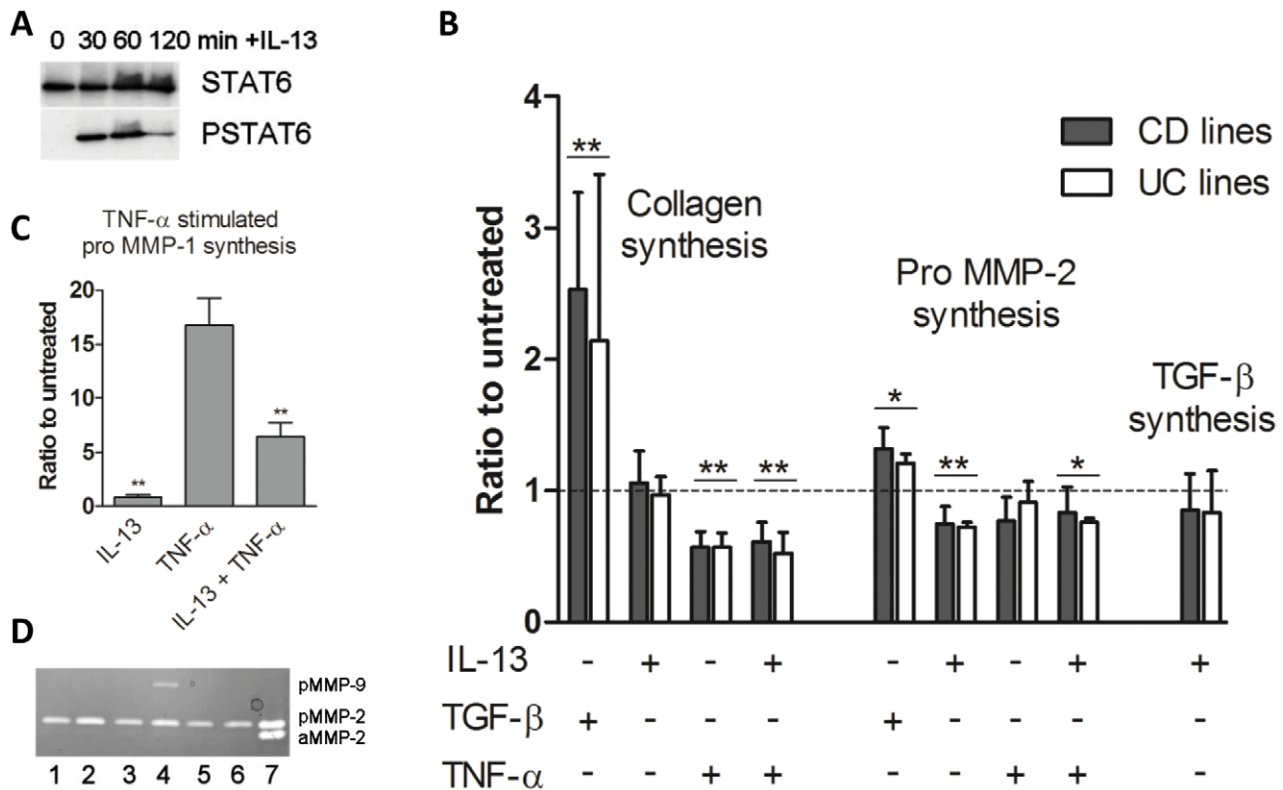 A
0 30 60 120 min +IL-13
STAT6
PSTAT6
B
4
3
2
1
0
Ratio to untreated
CD lines
UC lines
**
Collagen
synthesis
**
**
Pro MMP-2
synthesis
*
**
*
TGF-β
synthesis
IL-13 - + - + - + - + +
TGF-β + - - - + - - - -
TNF-α - - + + - - + + -
C
TNF-α stimulated
pro MMP-1 synthesis
Ratio to untreated
20
15
10
5
0
**
**
IL-13
TNF-α
IL-13 + TNF-α
D
pMMP-9
pMMP-2
aMMP-2
1 2 3 4 5 6 7